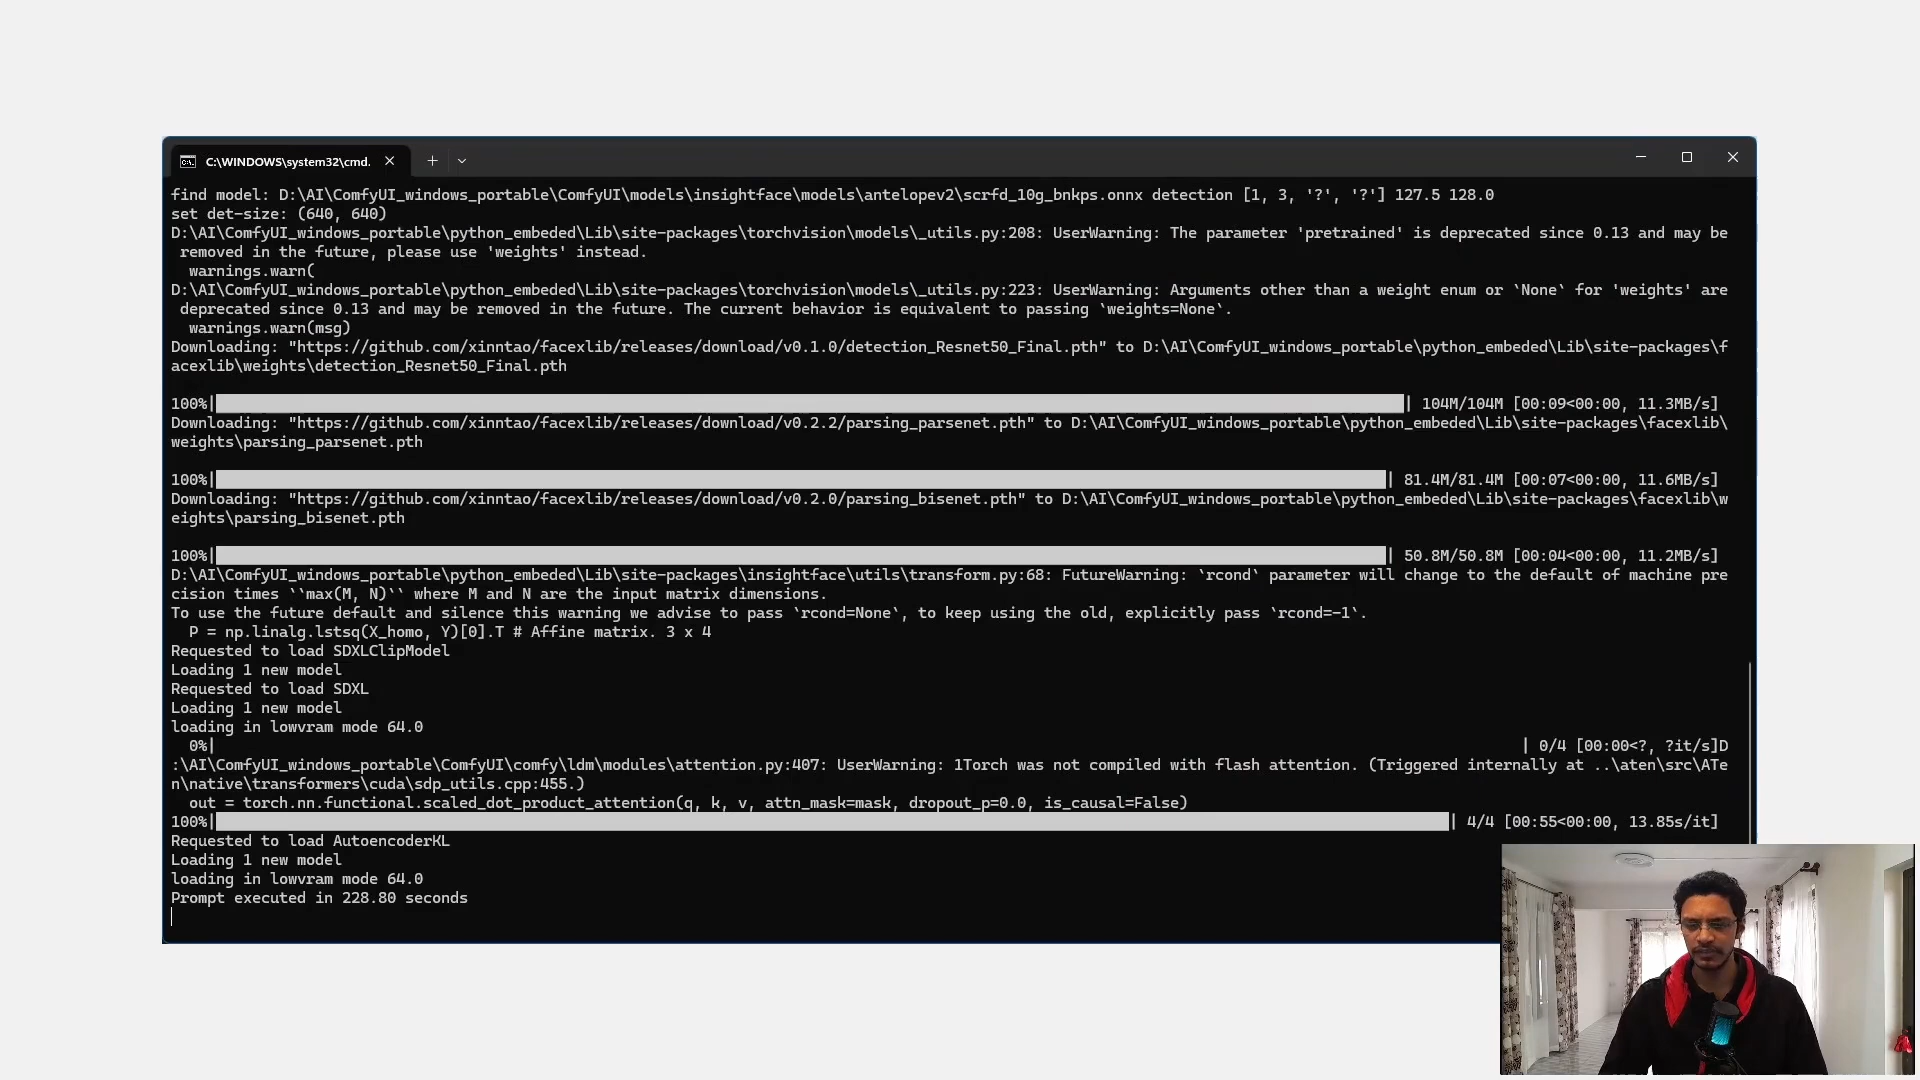 C:\WINDOWS\system32\cmd.
find model: D:\AI\ComfyUI_windows_portable\ComfyUI\models\insightface\models\antelopev2\scrfd_10g_bnkps.onnx detection [1, 3, '?', '?'] 127.5 128.0
set det-size: (640, 640)
D:\AI\ComfyUI_windows_portable\python_embeded\Lib\site-packages\torchvision\models\_utils.py:208: UserWarning: The parameter 'pretrained' is deprecated since 0.13 and may be
removed in the future, please use 'weights' instead.
warnings.warn(
D:\AI\ComfyUI_windows_portable\python_embeded\Lib\site-packages\torchvision\models\_utils.py:223: UserWarning: Arguments other than a weight enum or `None` for 'weights' are
deprecated since 0.13 and may be removed in the future. The current behavior is equivalent to passing `weights=None`.
warnings.warn(msg)
Downloading: "https://github.com/xinntao/facexlib/releases/download/v0.1.0/detection_Resnet50_Final.pth" to D:\AI\ComfyUI_windows_portable\python_embeded\Lib\site-packages\f
acexlib\weights\detection_Resnet50_Final.pth
100%| | 104M/104M [00:09<00:00, 11.3MB/s]
Downloading: "https://github.com/xinntao/facexlib/releases/download/v0.2.2/parsing_parsenet.pth" to D:\AI\ComfyUI_windows_portable\python_embeded\Lib\site-packages\facexlib\
weights\parsing_parsenet.pth
100%| | 81.4M/81.4M [00:07<00:00, 11.6MB/s]
Downloading: "https://github.com/xinntao/facexlib/releases/download/v0.2.0/parsing_bisenet.pth" to D:\AI\ComfyUI_windows_portable\python_embeded\Lib\site-packages\facexlib\w
eights\parsing_bisenet.pth
100%| | 50.8M/50.8M [00:04<00:00, 11.2MB/s]
D:\AI\ComfyUI_windows_portable\python_embeded\Lib\site-packages\insightface\utils\transform.py:68: FutureWarning: `rcond` parameter will change to the default of machine pre
cision times ``max(M, N)`` where M and N are the input matrix dimensions.
To use the future default and silence this warning we advise to pass `rcond=None`, to keep using the old, explicitly pass `rcond=-1`.
P = np.linalg.lstsq(X_homo, Y)[0].T # Affine matrix. 3 x 4
Requested to load SDXLClipModel
Loading 1 new model
Requested to load SDXL
Loading 1 new model
loading in lowvram mode 64.0
0%| | 0/4 [00:00<?, ?it/s]D
:\AI\ComfyUI_windows_portable\ComfyUI\comfy\ldm\modules\attention.py:407: UserWarning: 1Torch was not compiled with flash attention. (Triggered internally at ..\aten\src\ATe
n\native\transformers\cuda\sdp_utils.cpp:455.)
out = torch.nn.functional.scaled_dot_product_attention(q, k, v, attn_mask=mask, dropout_p=0.0, is_causal=False)
100%| | 4/4 [00:55<00:00, 13.85s/it]
Requested to load AutoencoderKL
Loading 1 new model
loading in lowvram mode 64.0
Prompt executed in 228.80 seconds